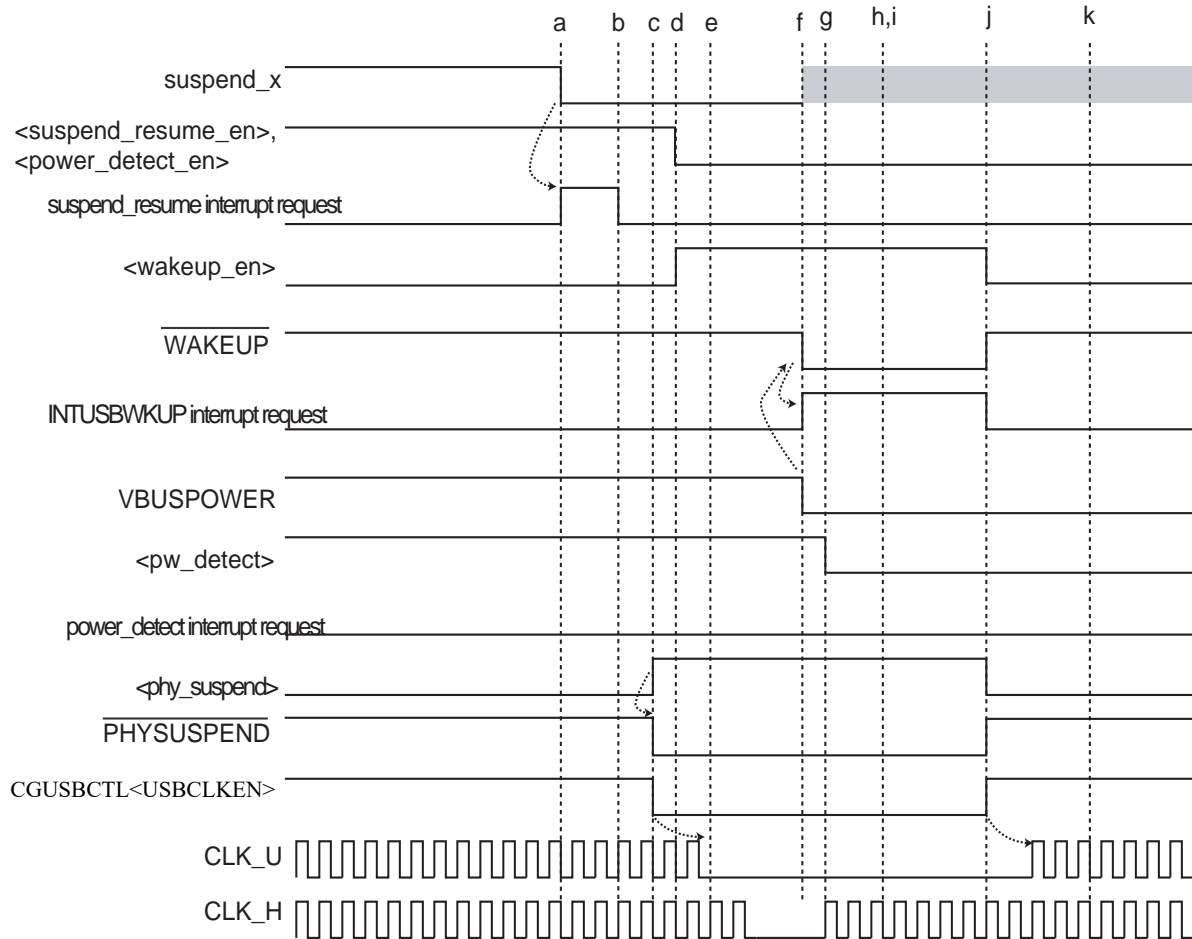 a b c d e f g h,i j k
suspend_x
<suspend_resume_en>,
<power_detect_en>
suspend_resume interrupt request
<wakeup_en>
WAKEUP
INTUSBWKUP interrupt request
VBUSPOWER
<pw_detect>
power_detect interrupt request
<phy_suspend>
PHYSUSPEND
CGUSBCTL<USBCLKEN>
CLK_U
CLK_H